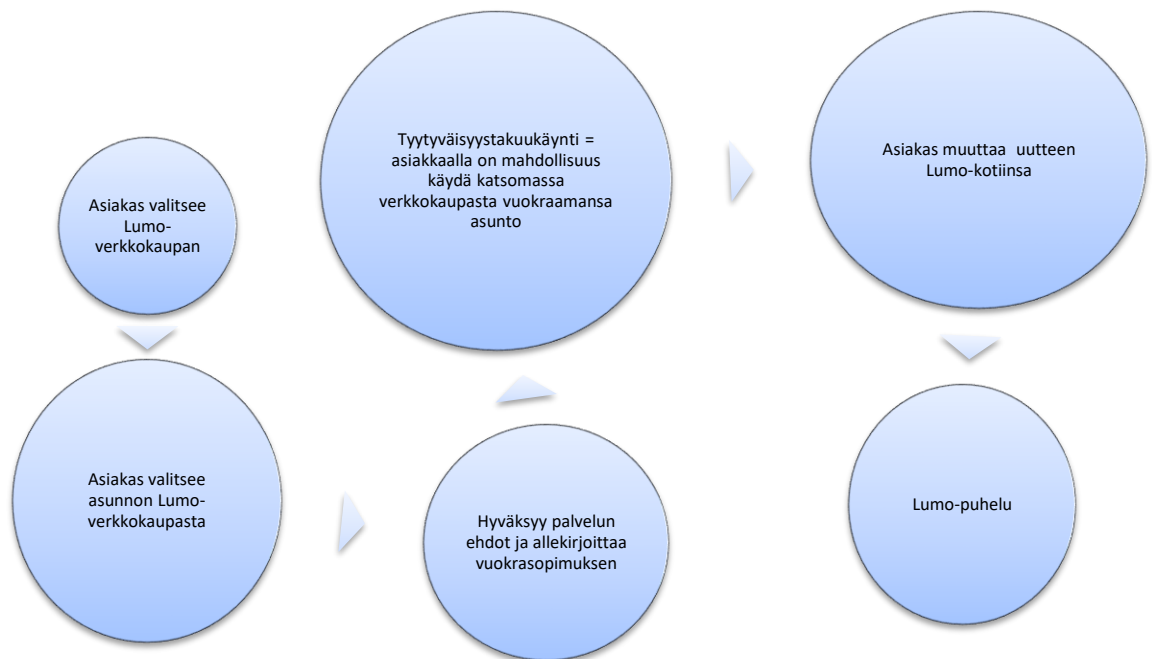 Asiakas valitsee
Lumo-
verkkokaupan
Asiakas valitsee
asunnon Lumo-
verkkokaupasta
Hyväksyy palvelun
ehdot ja allekirjoittaa
vuokrasopimuksen
Tyytyväisyystakuukäynti =
asiakkaalla on mahdollisuus
käydä katsomassa
verkkokaupasta vuokraamansa
asunto
Asiakas muuttaa  uutteen
Lumo-kotiinsa
Lumo-puhelu